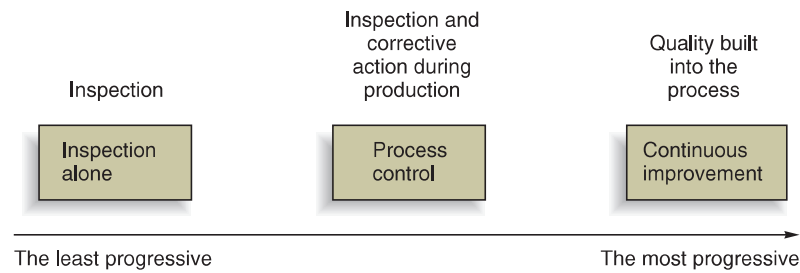 Inspection
Inspection and
corrective
action during
production
Quality built
into the
process
Inspection
alone
Process
control
Continuous
improvement
The least progressive
The most progressive